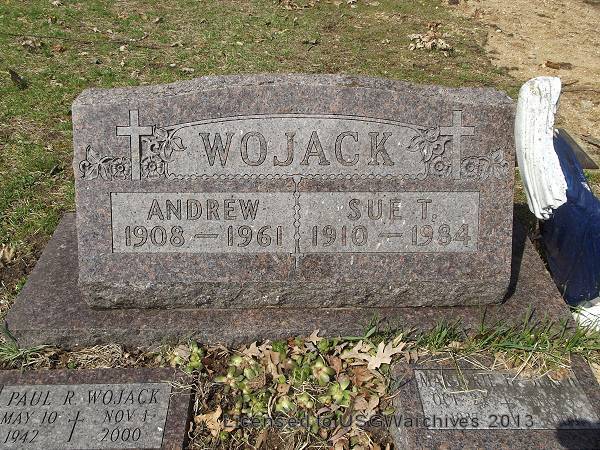 WOJACK
ANDREW
1908 — 1961
SUE T.
1910 — 1984
PAUL R WOJACK
MAY 10 NOV 1
1942 2000
OCT
Licensed to USGWarchives 2013